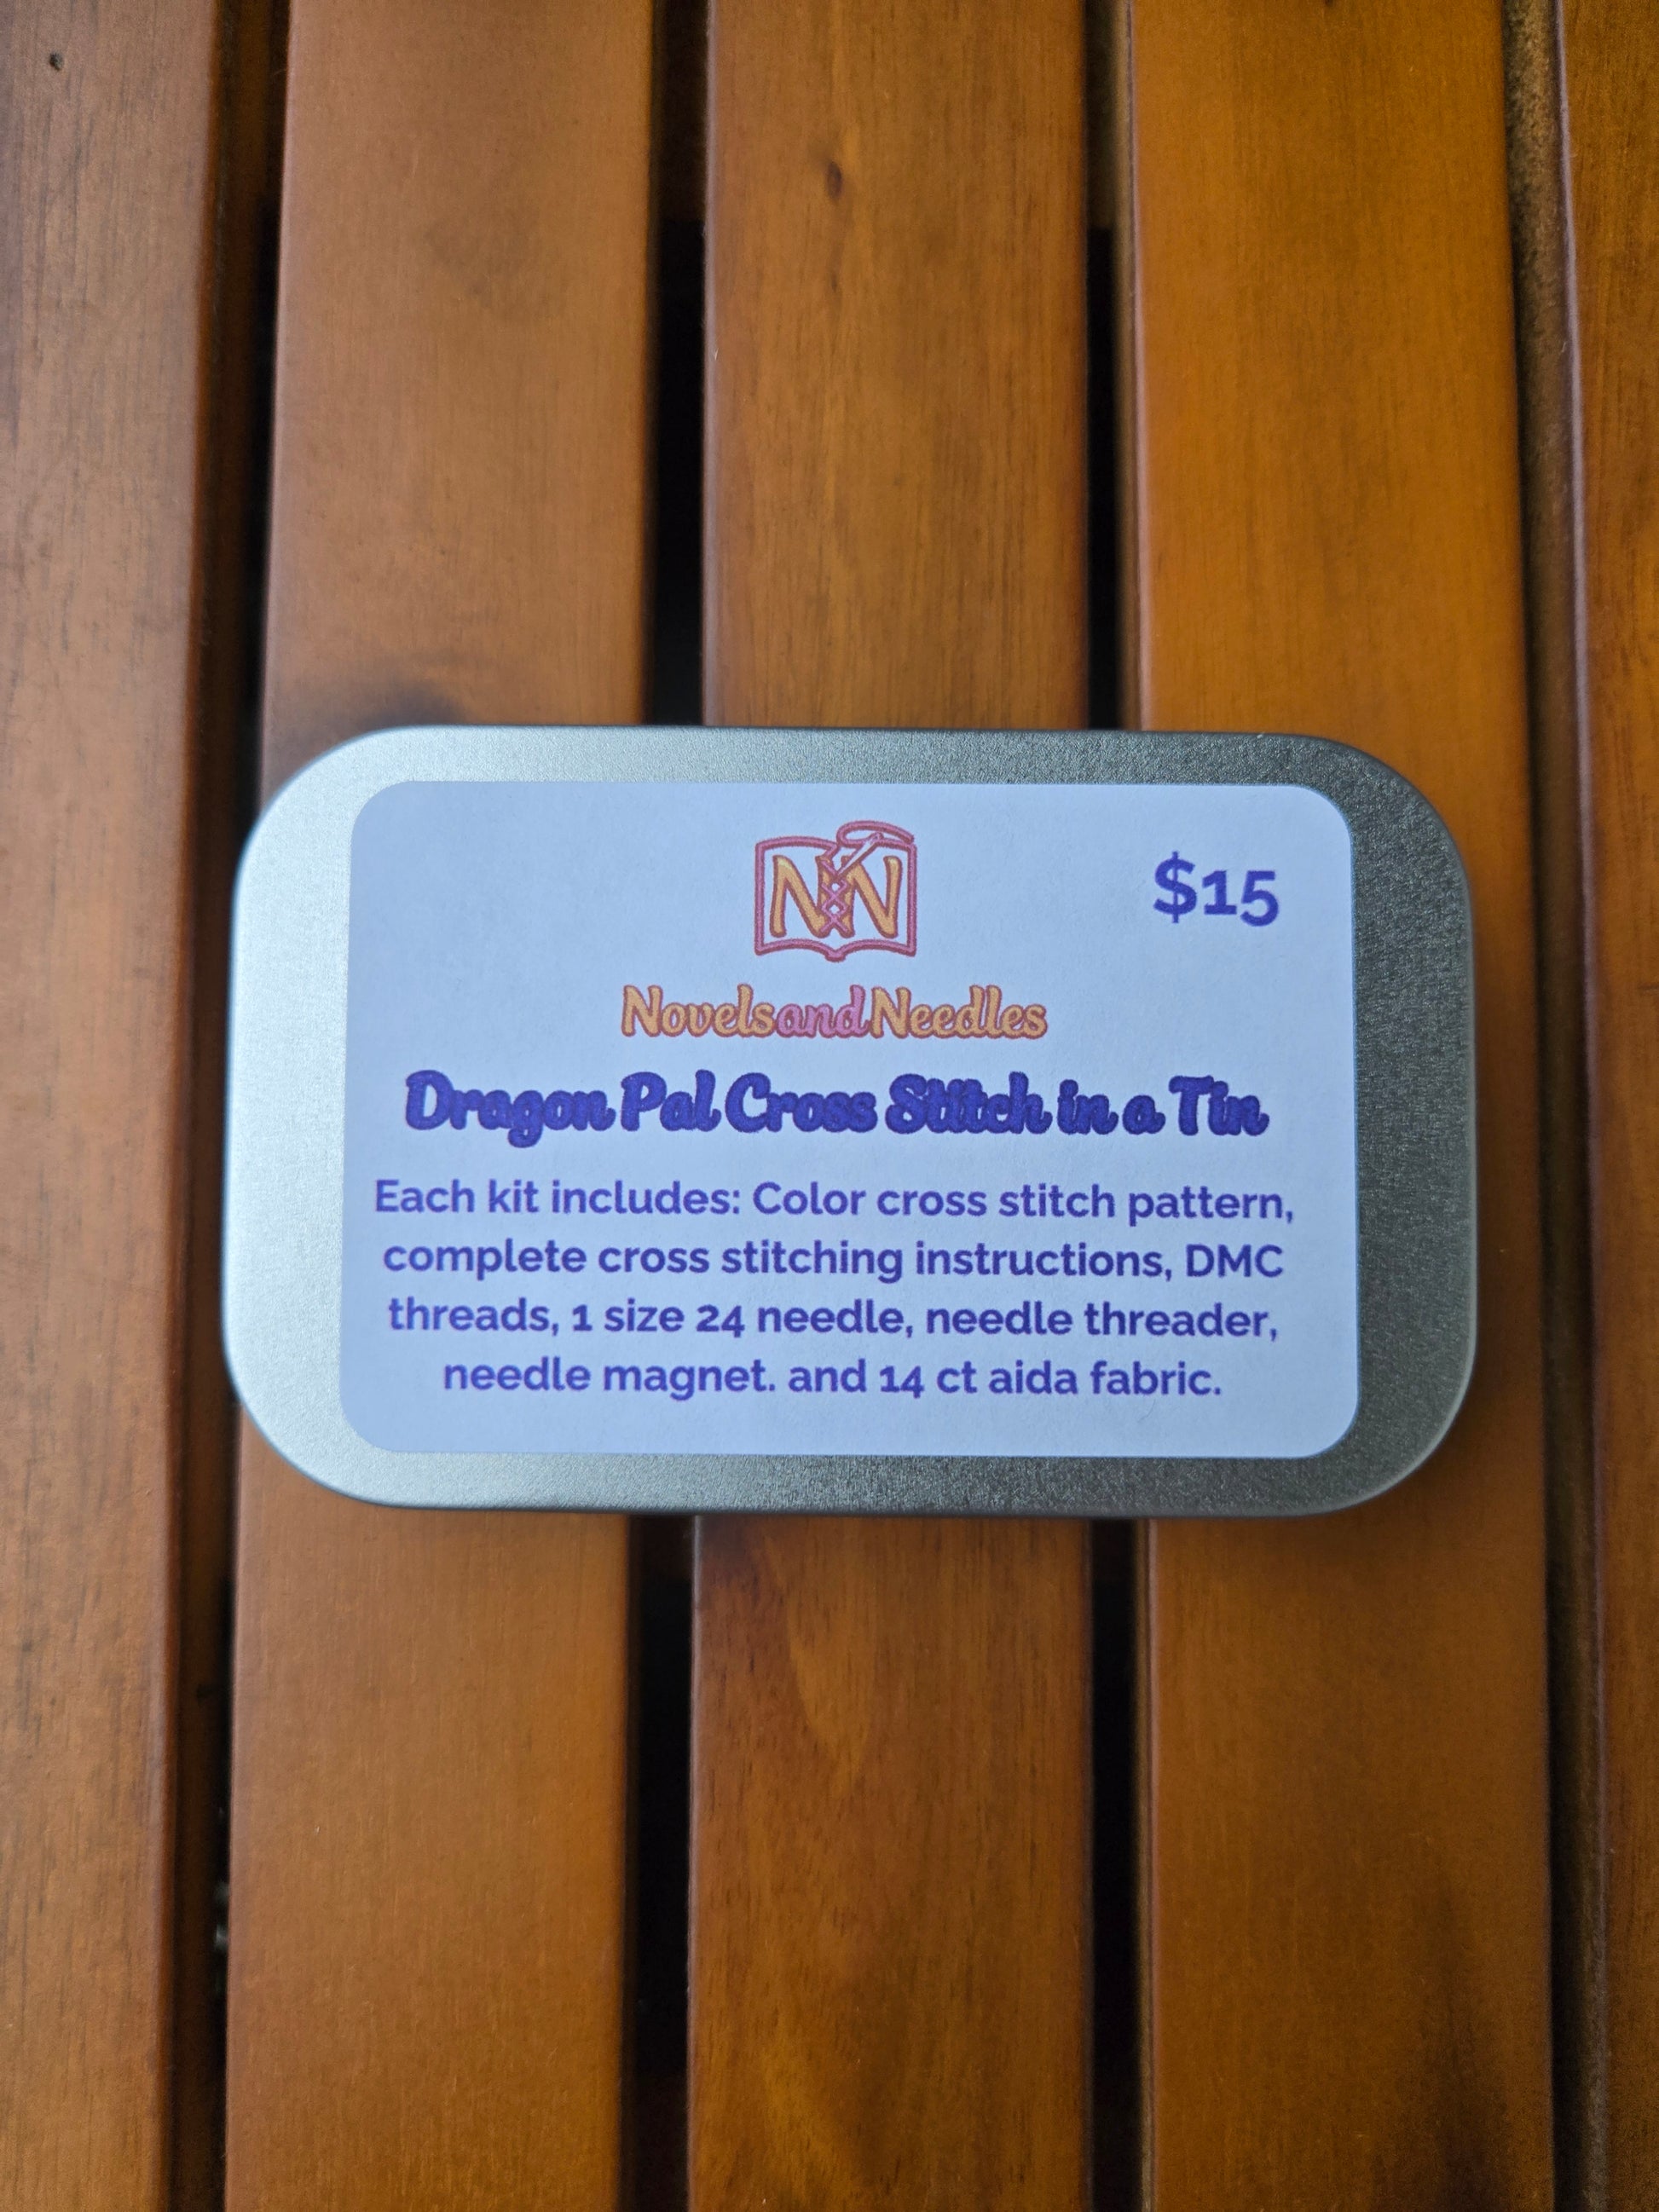 NN
$15
NovelsandNeedles
Dragon Pal Cross Stitch in a Tin
Each kit includes: Color cross stitch pattern,
complete cross stitching instructions, DMC
threads, 1 size 24 needle, needle threader,
needle magnet. and 14 ct aida fabric.